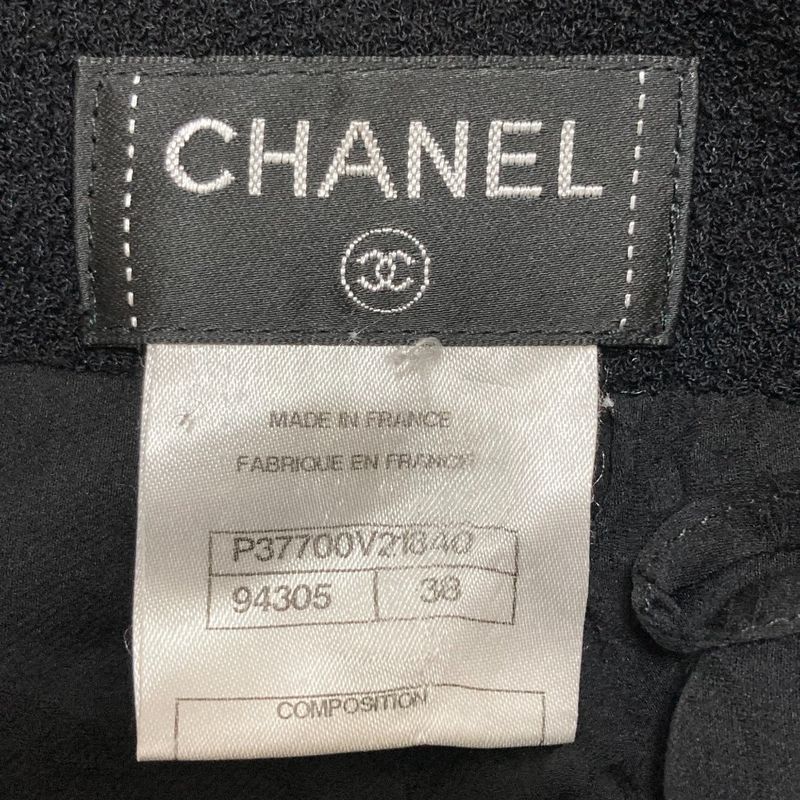 CHANEL
MADE IN FRANCE
FABRIQUE EN FRANCE
P37700V21840
94305 38
COMPOSITION